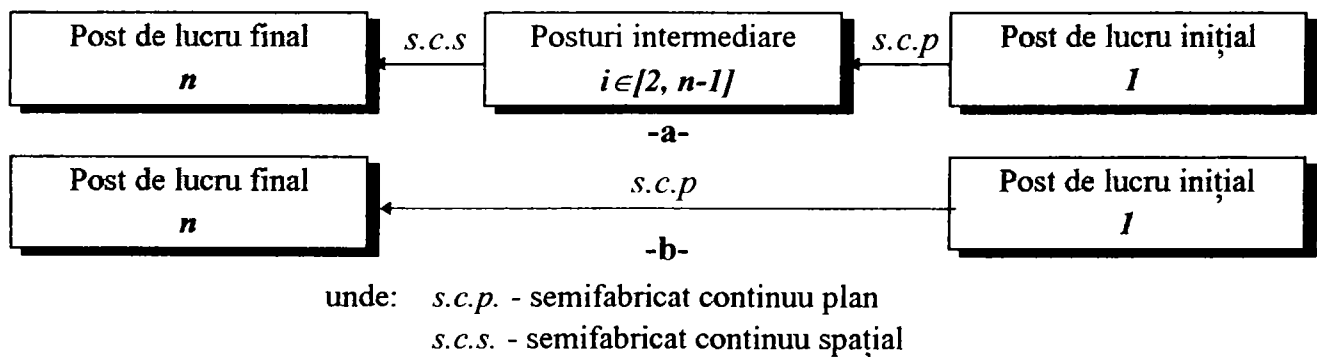 Post de lucru final
n
s.c.s
Posturi intermediare
i∈[2, n-1]
s.c.p
Post de lucru inițial
1
-a-
Post de lucru final
n
s.c.p
Post de lucru inițial
1
-b-
unde: s.c.p. - semifabricat continuu plan
s.c.s. - semifabricat continuu spațial